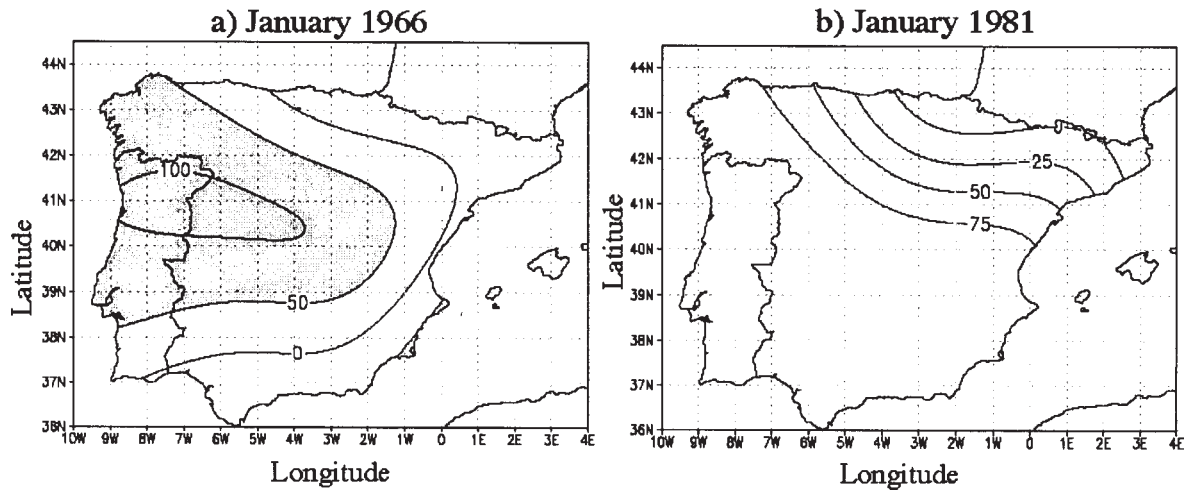 a) January 1966
b) January 1981
44N
43N
42N
41N
40N
39N
38N
37N
36N
10W 9W 8W 7W 6W 5W 4W 3W 2W 1W 0 1E 2E 3E 4E
Latitude
Longitude
100
50
0
44N
43N
42N
41N
40N
39N
38N
37N
36N
10W 9W 8W 7W 6W 5W 4W 3W 2W 1W 0 1E 2E 3E 4E
Latitude
Longitude
0
-25
-50
-75